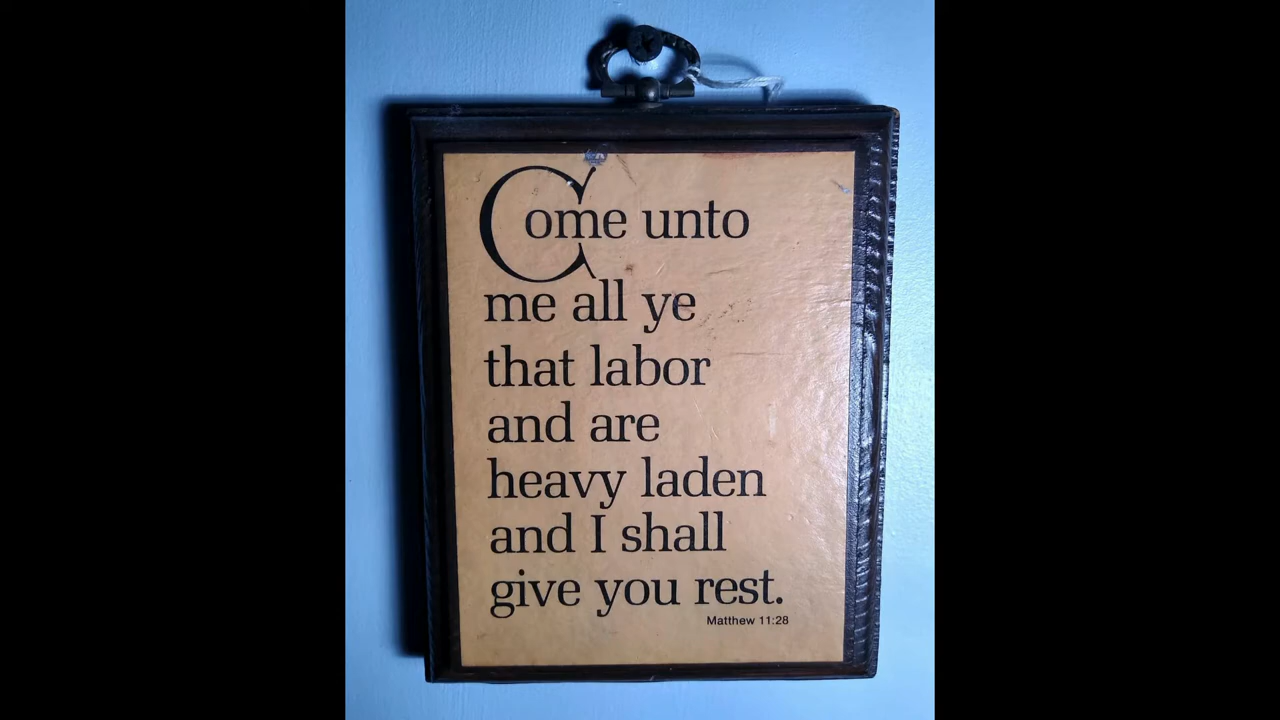 Come unto
me all ye
that labor
and are
heavy laden
and I shall
give you rest.
Matthew 11:28